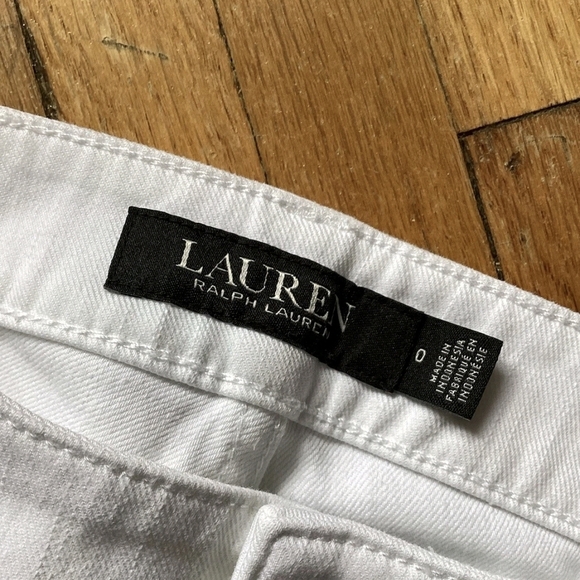 LAUREN
RALPH LAUREN
0
MADE IN
INDONESIA
FABRIQUÉ EN
INDONÉSIE